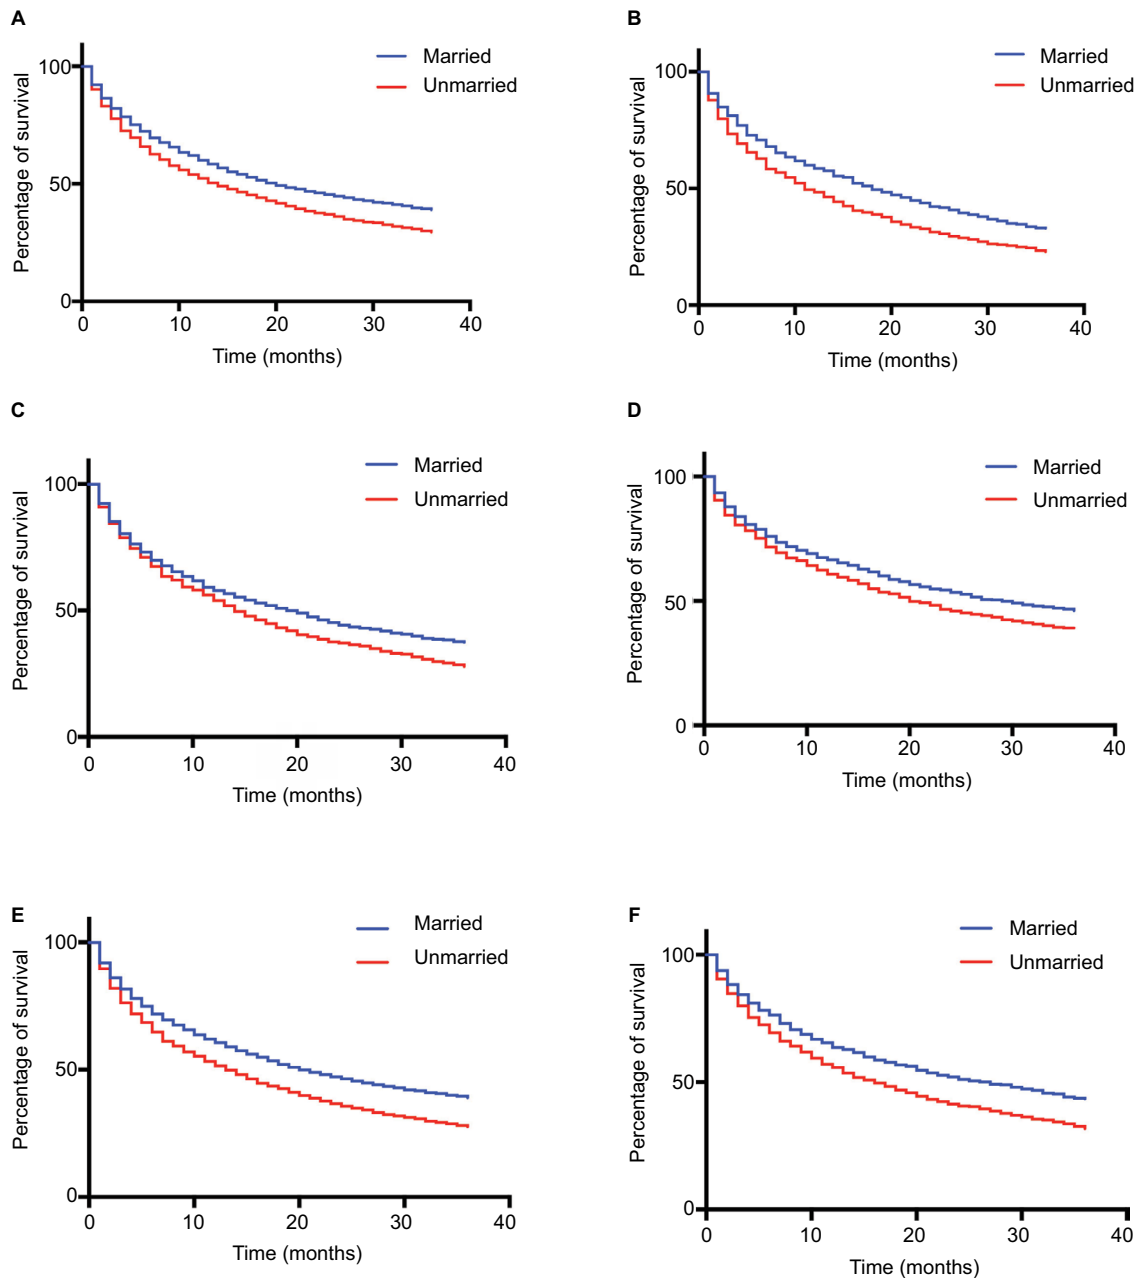 A
Married
Unmarried
Percentage of survival
100
50
0
0 10 20 30 40
Time (months)
B
Married
Unmarried
Percentage of survival
100
50
0
0 10 20 30 40
Time (months)
C
Married
Unmarried
Percentage of survival
100
50
0
0 10 20 30 40
Time (months)
D
Married
Unmarried
Percentage of survival
100
50
0
0 10 20 30 40
Time (months)
E
Married
Unmarried
Percentage of survival
100
50
0
0 10 20 30 40
Time (months)
F
Married
Unmarried
Percentage of survival
100
50
0
0 10 20 30 40
Time (months)